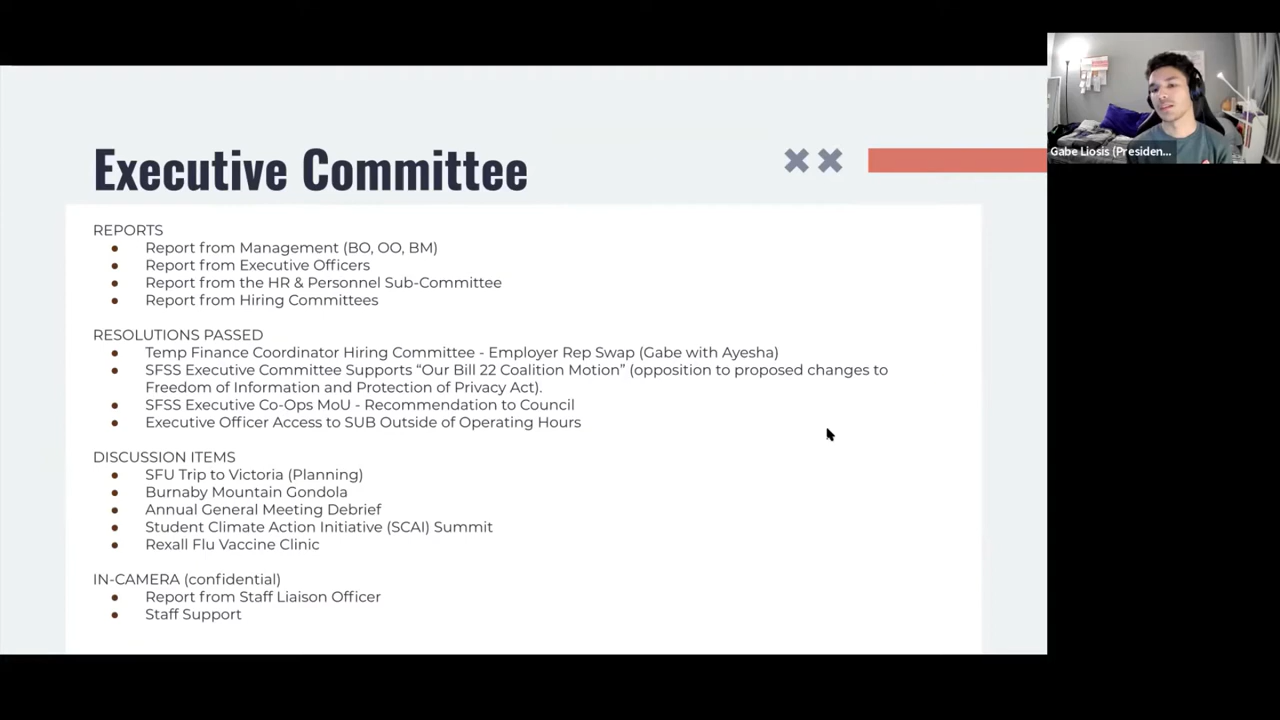 Executive Committee
REPORTS
● Report from Management (BO, OO, BM)
● Report from Executive Officers
● Report from the HR & Personnel Sub-Committee
● Report from Hiring Committees
RESOLUTIONS PASSED
● Temp Finance Coordinator Hiring Committee - Employer Rep Swap (Gabe with Ayesha)
● SFSS Executive Committee Supports “Our Bill 22 Coalition Motion” (opposition to proposed changes to
Freedom of Information and Protection of Privacy Act).
● SFSS Executive Co-Ops MoU - Recommendation to Council
● Executive Officer Access to SUB Outside of Operating Hours
DISCUSSION ITEMS
● SFU Trip to Victoria (Planning)
● Burnaby Mountain Gondola
● Annual General Meeting Debrief
● Student Climate Action Initiative (SCAI) Summit
● Rexall Flu Vaccine Clinic
IN-CAMERA (confidential)
● Report from Staff Liaison Officer
● Staff Support
Gabe Liosis (Presiden...